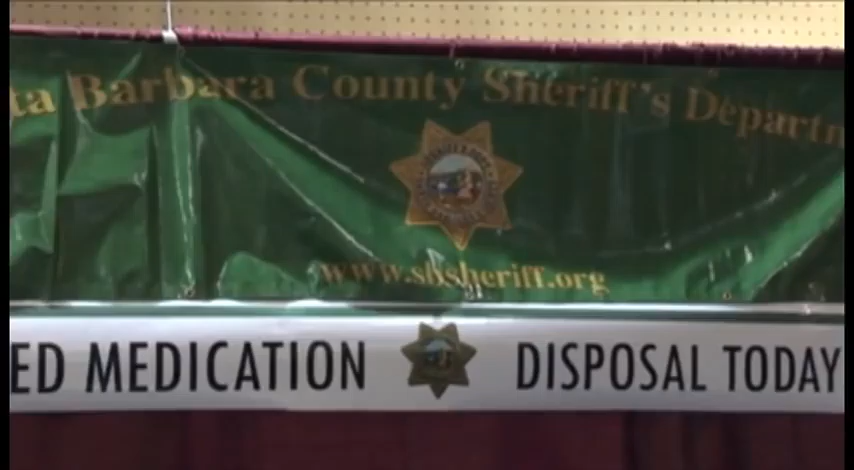 ta Barbara County Sheriff's Departm
www.sbsheriff.org
ED MEDICATION DISPOSAL TODAY